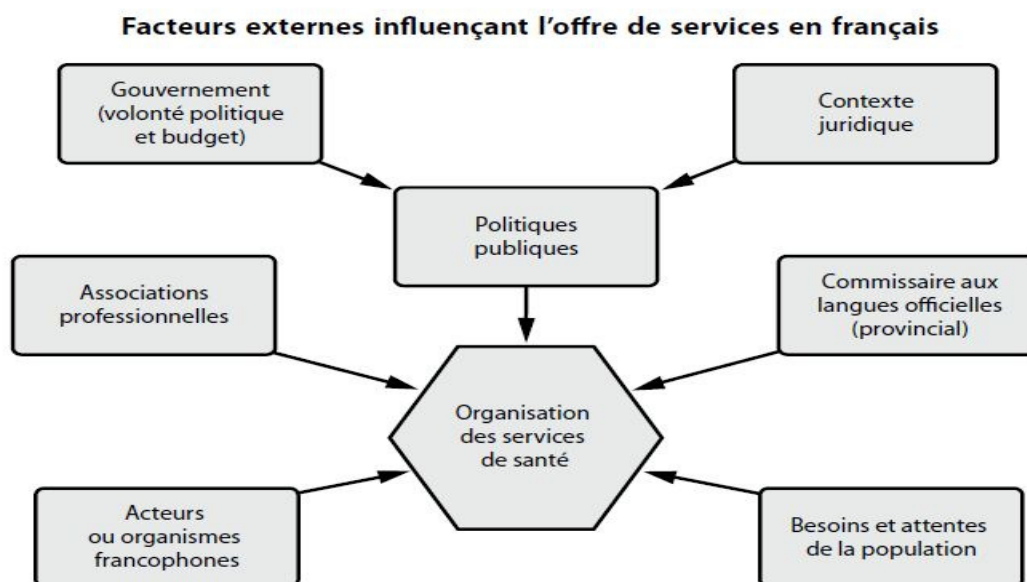 Facteurs externes influençant l’offre de services en français
Gouvernement
(volonté politique
et budget)
Contexte
juridique
Politiques
publiques
Associations
professionnelles
Commissaire aux
langues officielles
(provincial)
Organisation
des services
de santé
Acteurs
ou organismes
francophones
Besoins et attentes
de la population